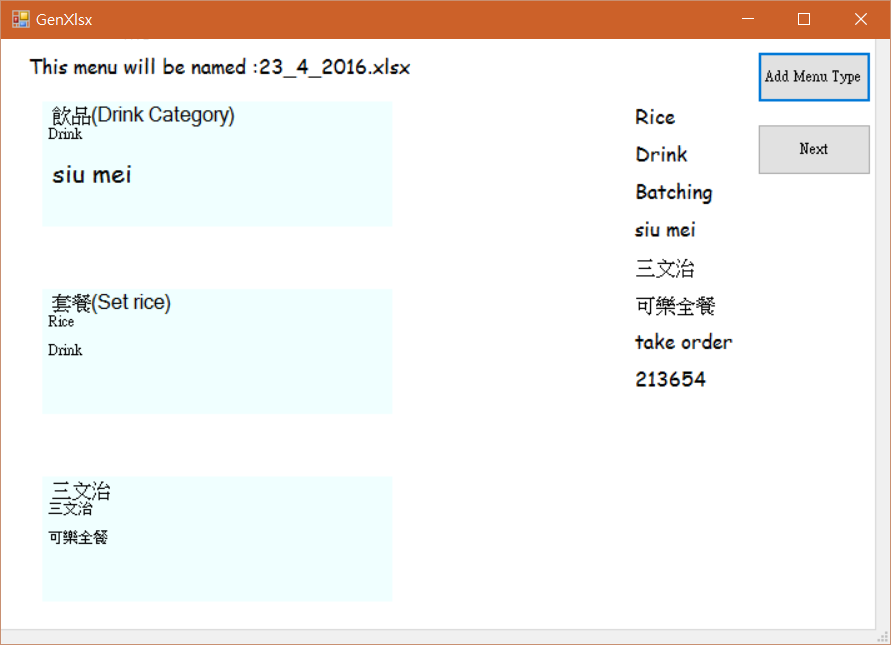 GenXlsx
This menu will be named :23_4_2016.xlsx
飲品(Drink Category)
Drink
siu mei
套餐(Set rice)
Rice
Drink
三文治
三文治
可樂全餐
Rice
Drink
Batching
siu mei
三文治
可樂全餐
take order
213654
Add Menu Type
Next